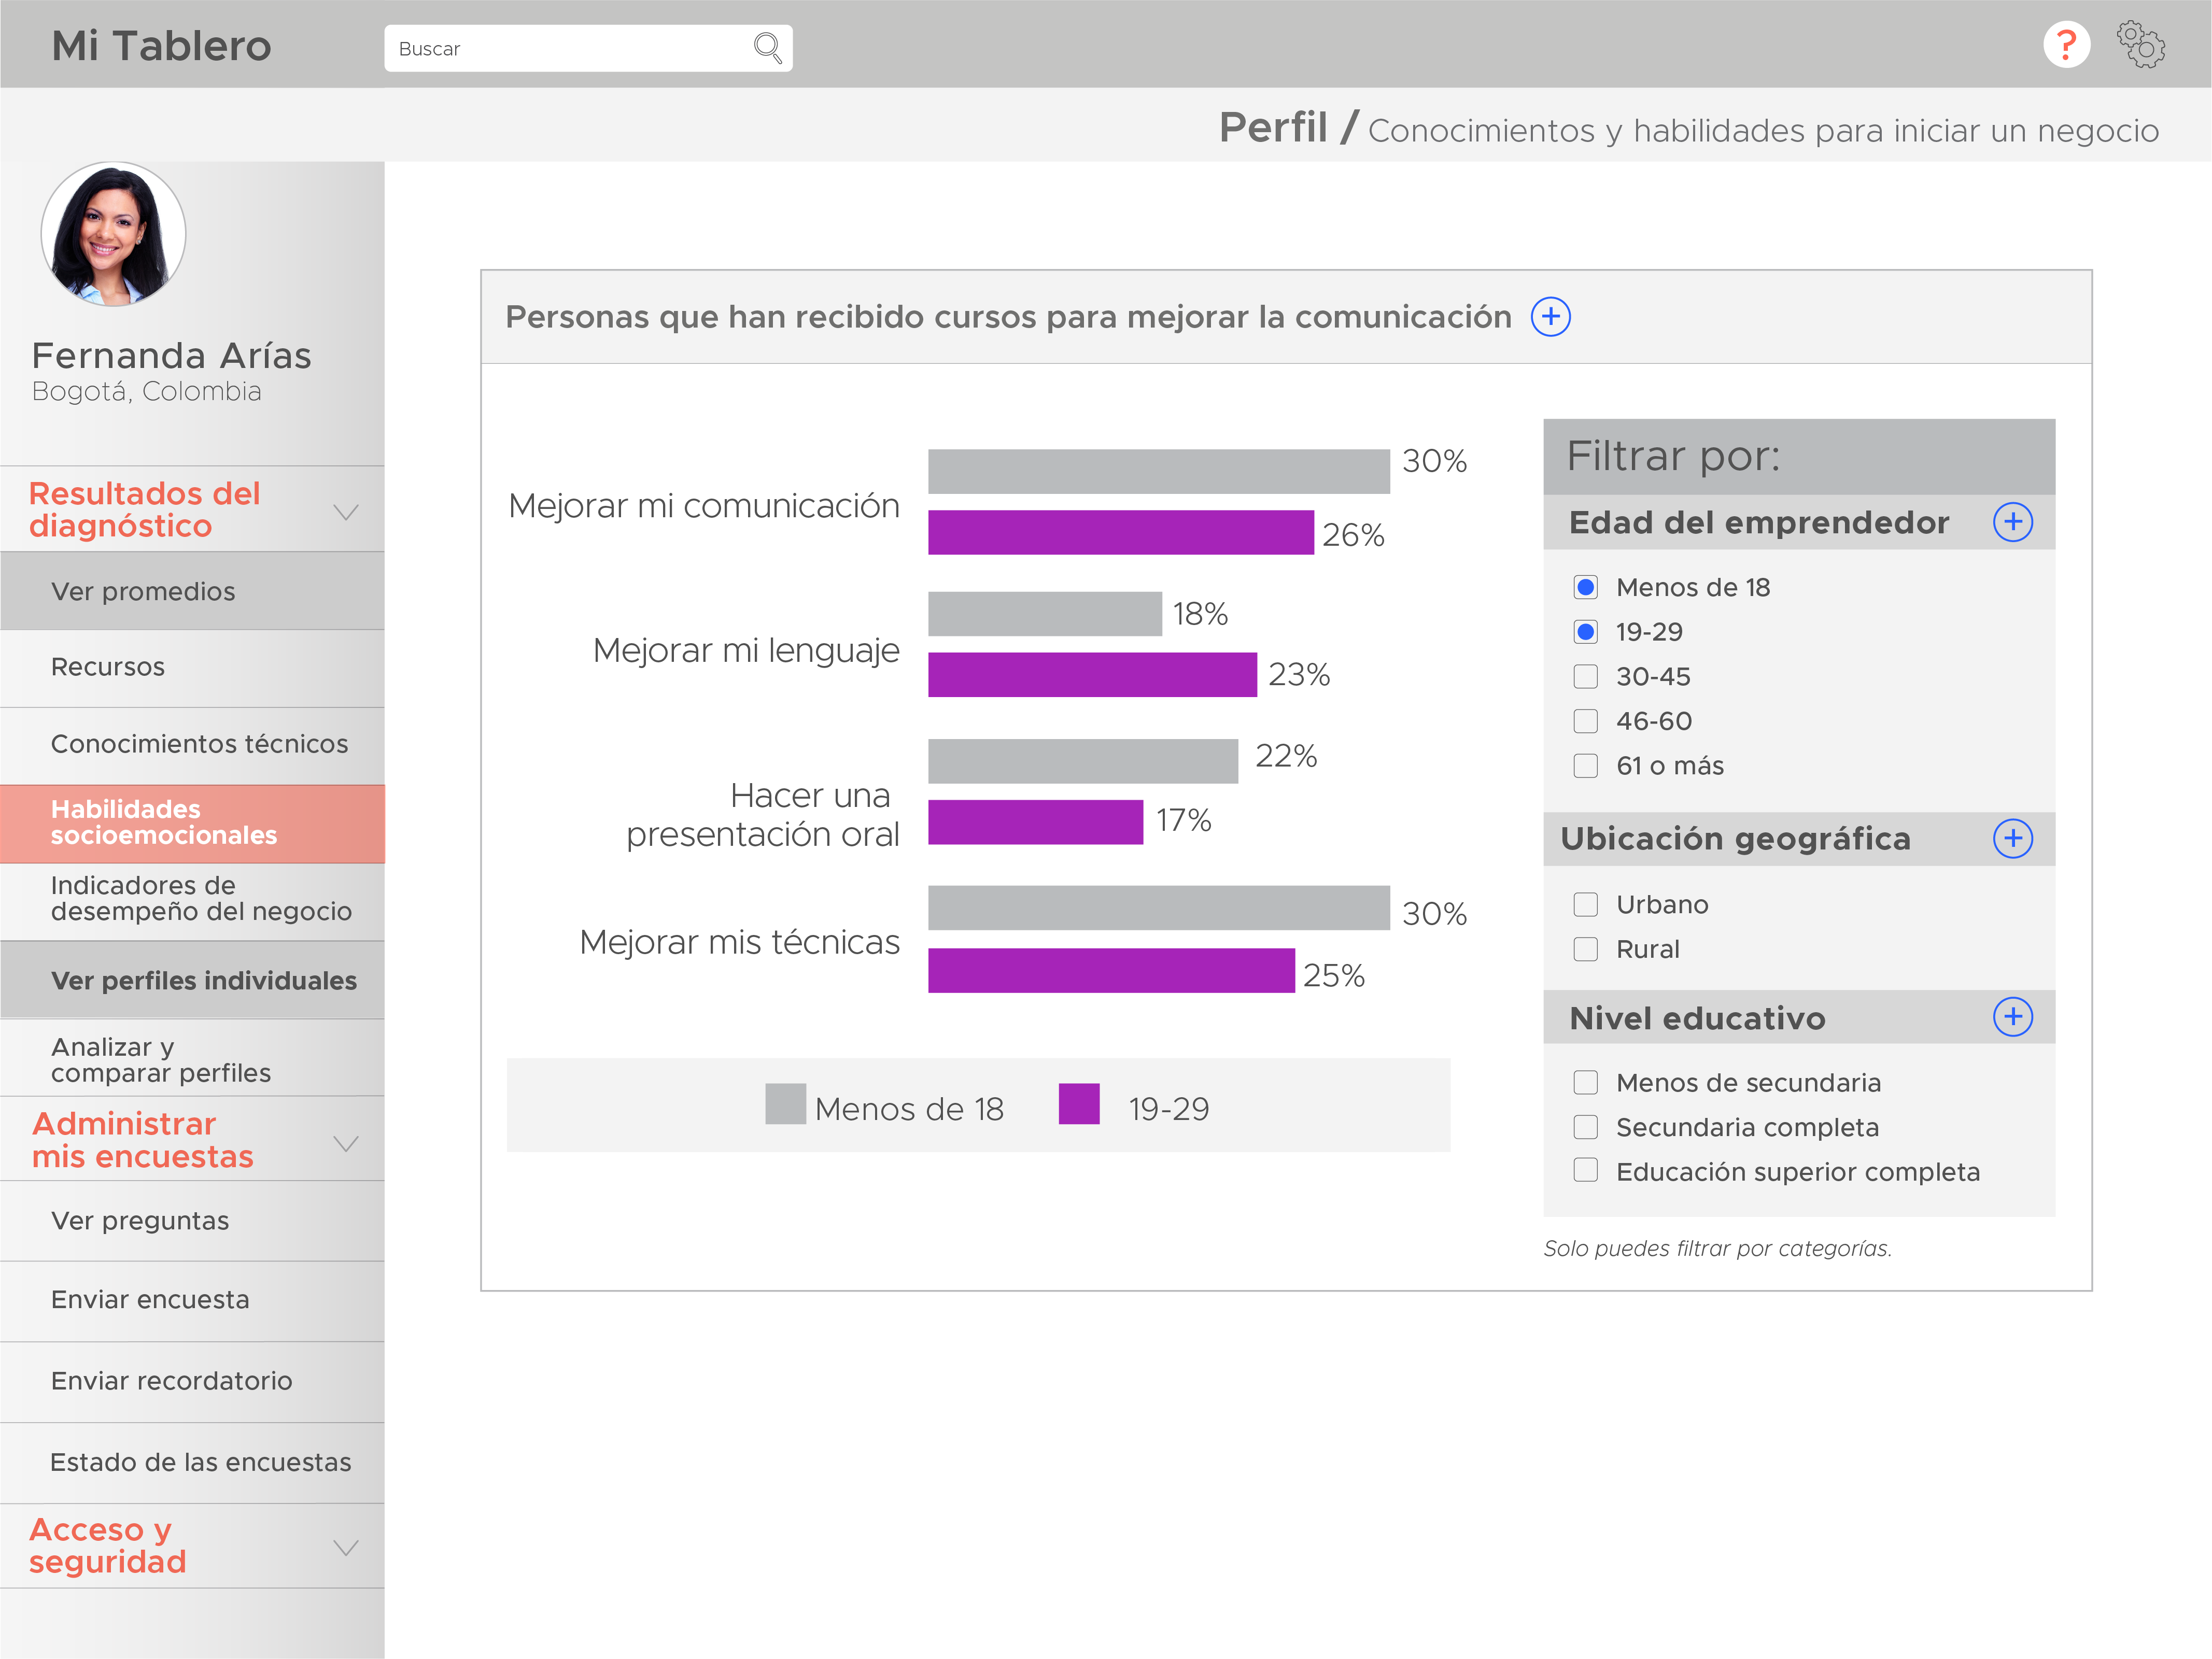 Mi Tablero
Buscar
?
Perfil / Conocimientos y habilidades para iniciar un negocio
Fernanda Arías
Bogotá, Colombia
Resultados del
diagnóstico
Ver promedios
Recursos
Conocimientos técnicos
Habilidades
socioemocionales
Indicadores de
desempeño del negocio
Ver perfiles individuales
Analizar y
comparar perfiles
Administrar
mis encuestas
Ver preguntas
Enviar encuesta
Enviar recordatorio
Estado de las encuestas
Acceso y
seguridad
Personas que han recibido cursos para mejorar la comunicación +
Mejorar mi comunicación
30%
26%
Mejorar mi lenguaje
18%
23%
Hacer una
presentación oral
22%
17%
Mejorar mis técnicas
30%
25%
Menos de 18 19-29
Filtrar por:
Edad del emprendedor +
Menos de 18
19-29
30-45
46-60
61 o más
Ubicación geográfica +
Urbano
Rural
Nivel educativo +
Menos de secundaria
Secundaria completa
Educación superior completa
Solo puedes filtrar por categorías.